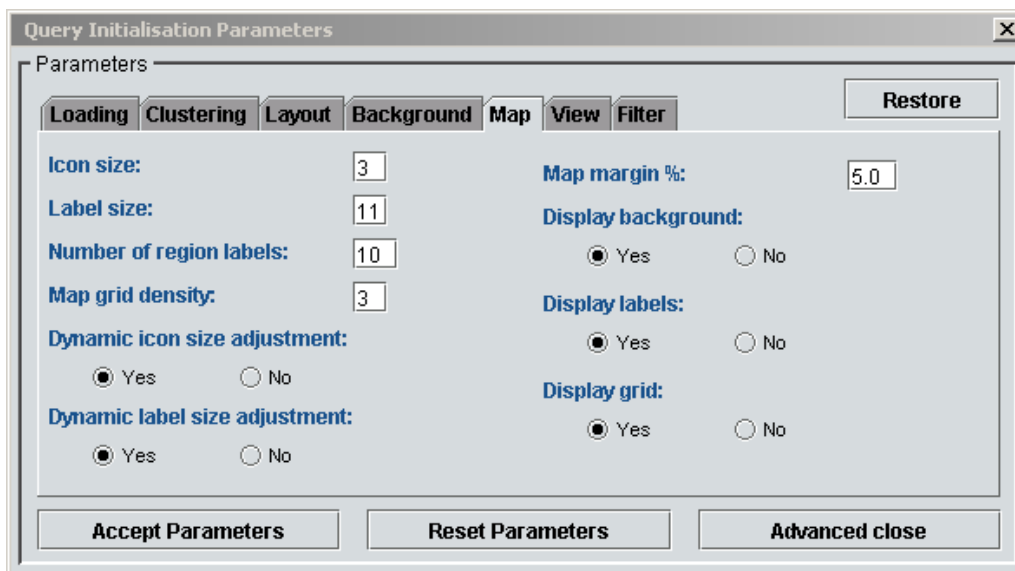 Query Initialisation Parameters
Parameters
Restore
Loading Clustering Layout Background Map View Filter
Icon size: 3
Label size: 11
Number of region labels: 10
Map grid density: 3
Dynamic icon size adjustment:
Yes No
Dynamic label size adjustment:
Yes No
Map margin %: 5.0
Display background:
Yes No
Display labels:
Yes No
Display grid:
Yes No
Accept Parameters Reset Parameters Advanced close